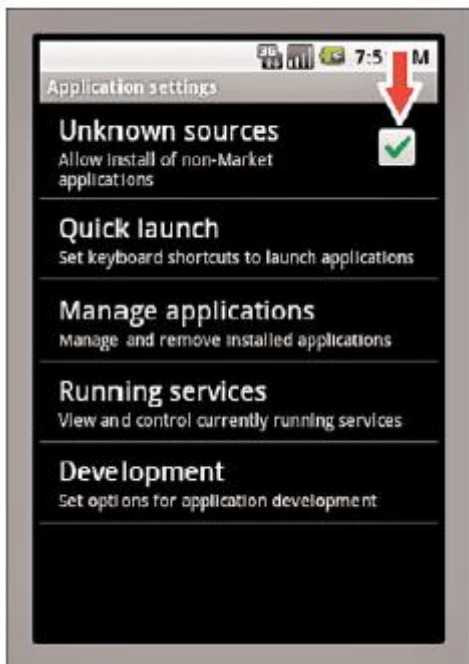 3G
7:5 M
Application settings
Unknown sources
Allow install of non-Market
applications
Quick launch
Set keyboard shortcuts to launch applications
Manage applications
Manage and remove installed applications
Running services
View and control currently running services
Development
Set options for application development